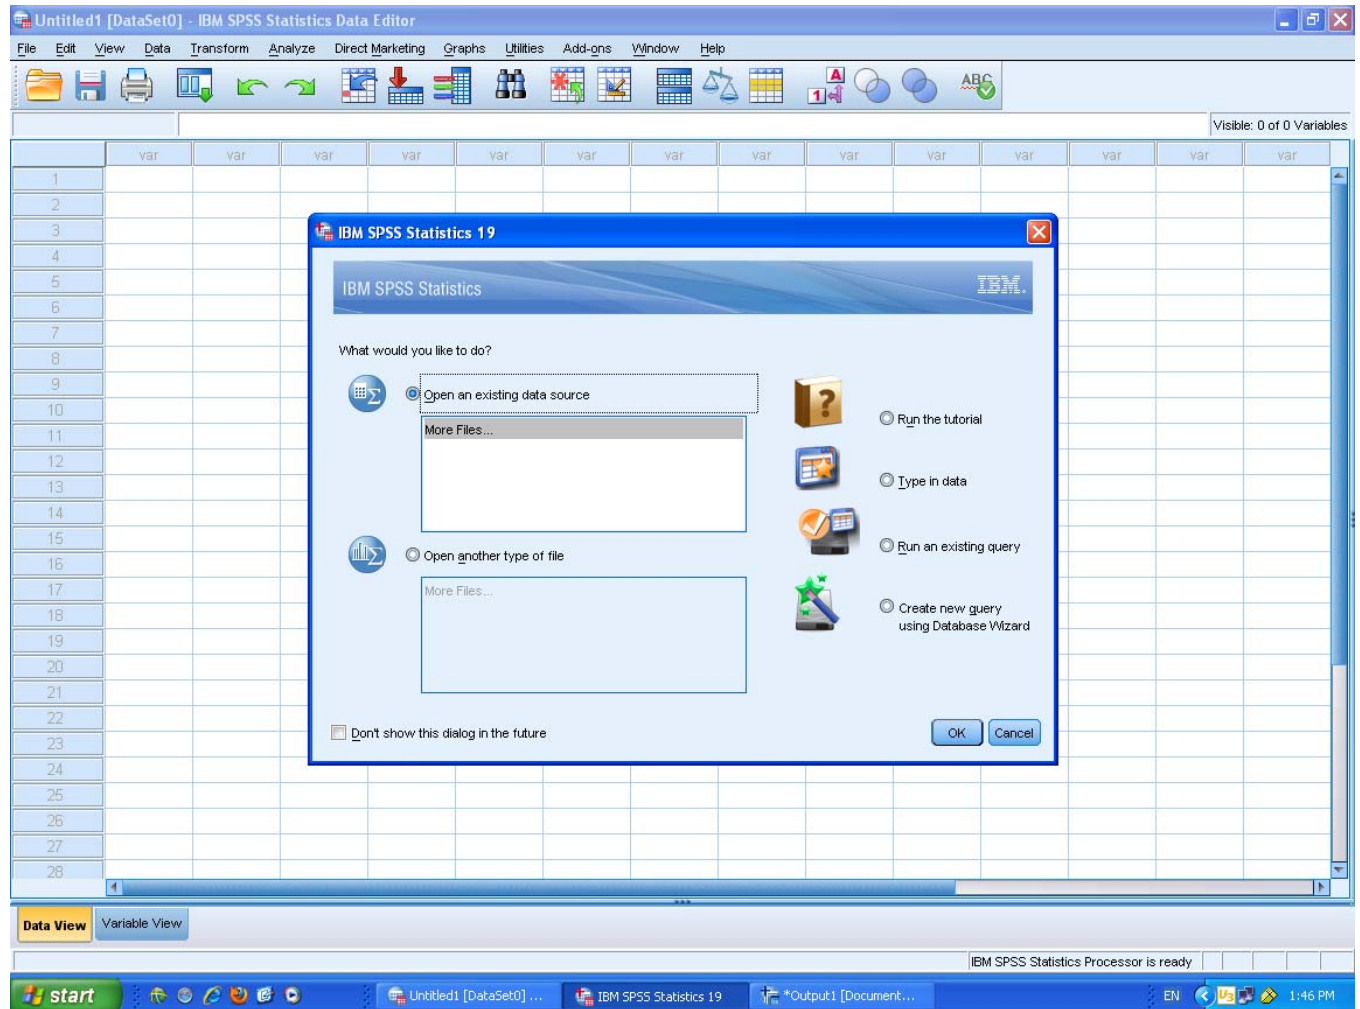 Untitled1 [DataSet0] - IBM SPSS Statistics Data Editor
File Edit View Data Transform Analyze Direct Marketing Graphs Utilities Add-ons Window Help
A
1
ABC
Visible: 0 of 0 Variables
var var var var var var var var var var var var var var
1
2
3
4
5
6
7
8
9
10
11
12
13
14
15
16
17
18
19
20
21
22
23
24
25
26
27
28
IBM SPSS Statistics 19
IBM SPSS Statistics IBM.
What would you like to do?
Open an existing data source
More Files...
Open another type of file
More Files...
Run the tutorial
Type in data
Run an existing query
Create new query
using Database Wizard
Don't show this dialog in the future
OK Cancel
Data View Variable View
IBM SPSS Statistics Processor is ready
start Untitled1 [DataSet0] ... IBM SPSS Statistics 19 *Output1 [Document... EN 1:46 PM